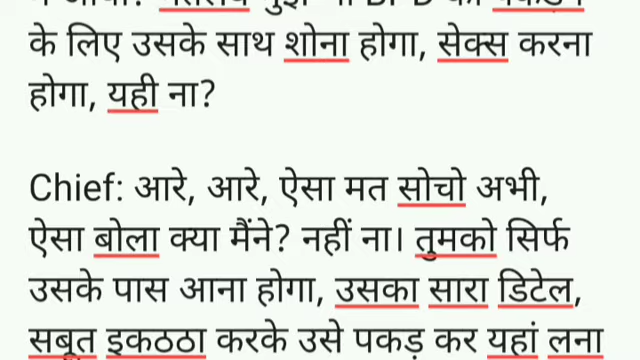 के लिए उसके साथ शोना होगा, सेक्स करना
होगा, यही ना?
Chief: आरे, आरे, ऐसा मत सोचो अभी,
ऐसा बोला क्या मैंने? नहीं ना। तुमको सिर्फ
उसके पास आना होगा, उसका सारा डिटेल,
सबूत इकठठा करके उसे पकड़ कर यहां लना